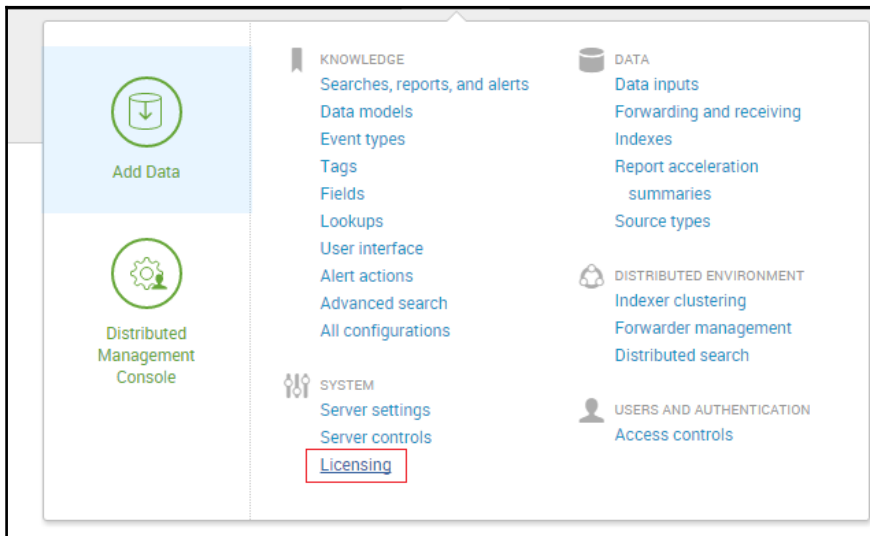 Add Data
Distributed
Management
Console
KNOWLEDGE
Searches, reports, and alerts
Data models
Event types
Tags
Fields
Lookups
User interface
Alert actions
Advanced search
All configurations
SYSTEM
Server settings
Server controls
Licensing
DATA
Data inputs
Forwarding and receiving
Indexes
Report acceleration
summaries
Source types
DISTRIBUTED ENVIRONMENT
Indexer clustering
Forwarder management
Distributed search
USERS AND AUTHENTICATION
Access controls